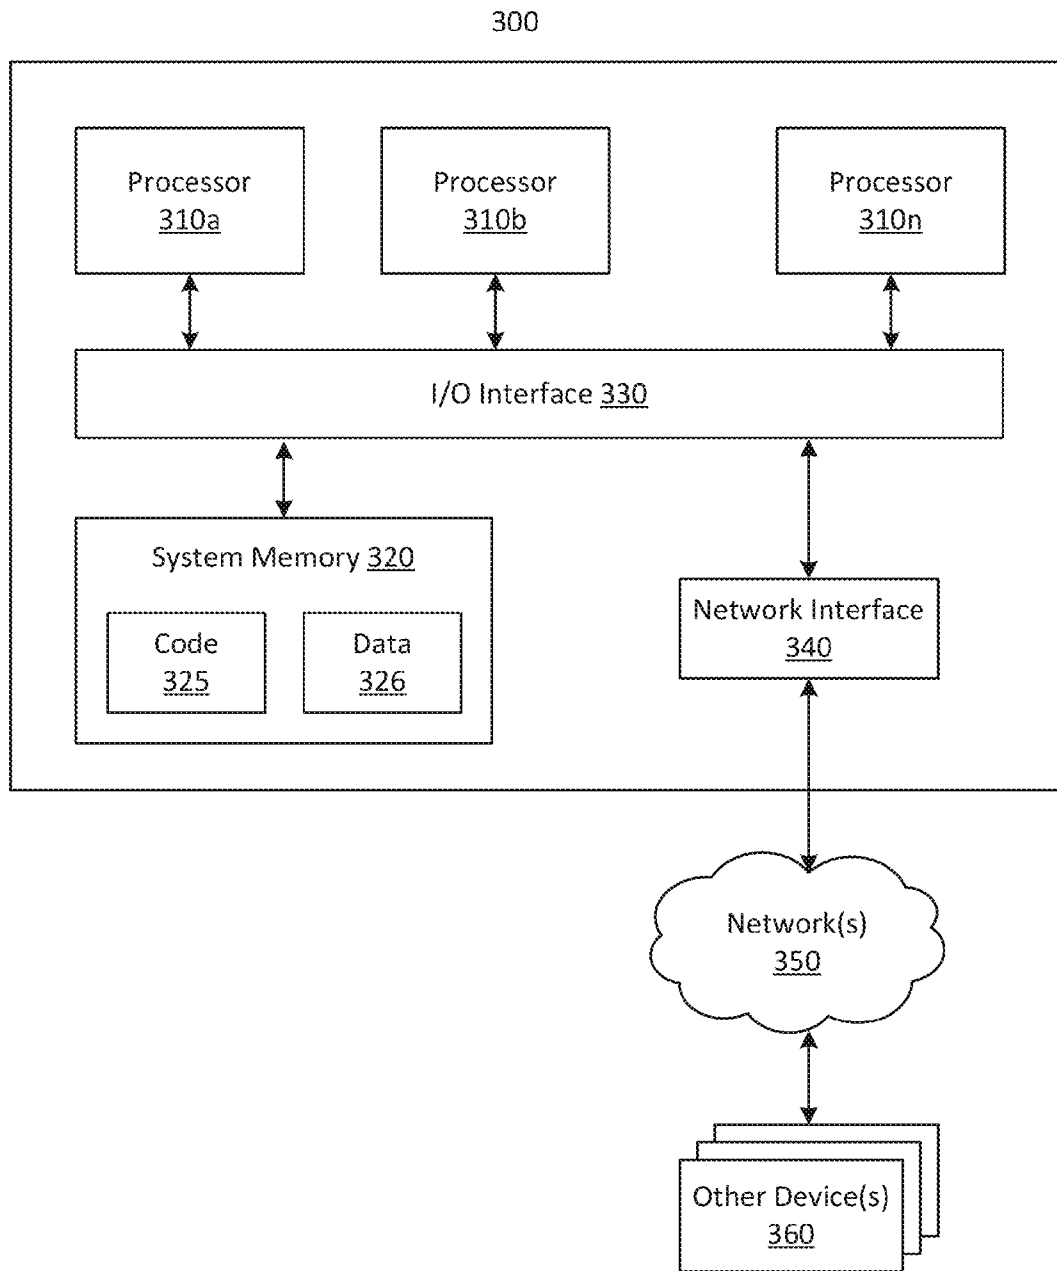 300
Processor
310a
Processor
310b
Processor
310n
I/O Interface 330
System Memory 320
Code
325
Data
326
Network Interface
340
Network(s)
350
Other Device(s)
360